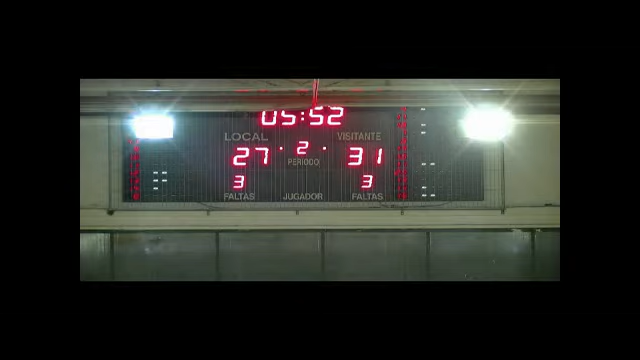 05:52
LOCAL VISITANTE
27 2 31
PERIODO
3 3
FALTAS JUGADOR FALTAS